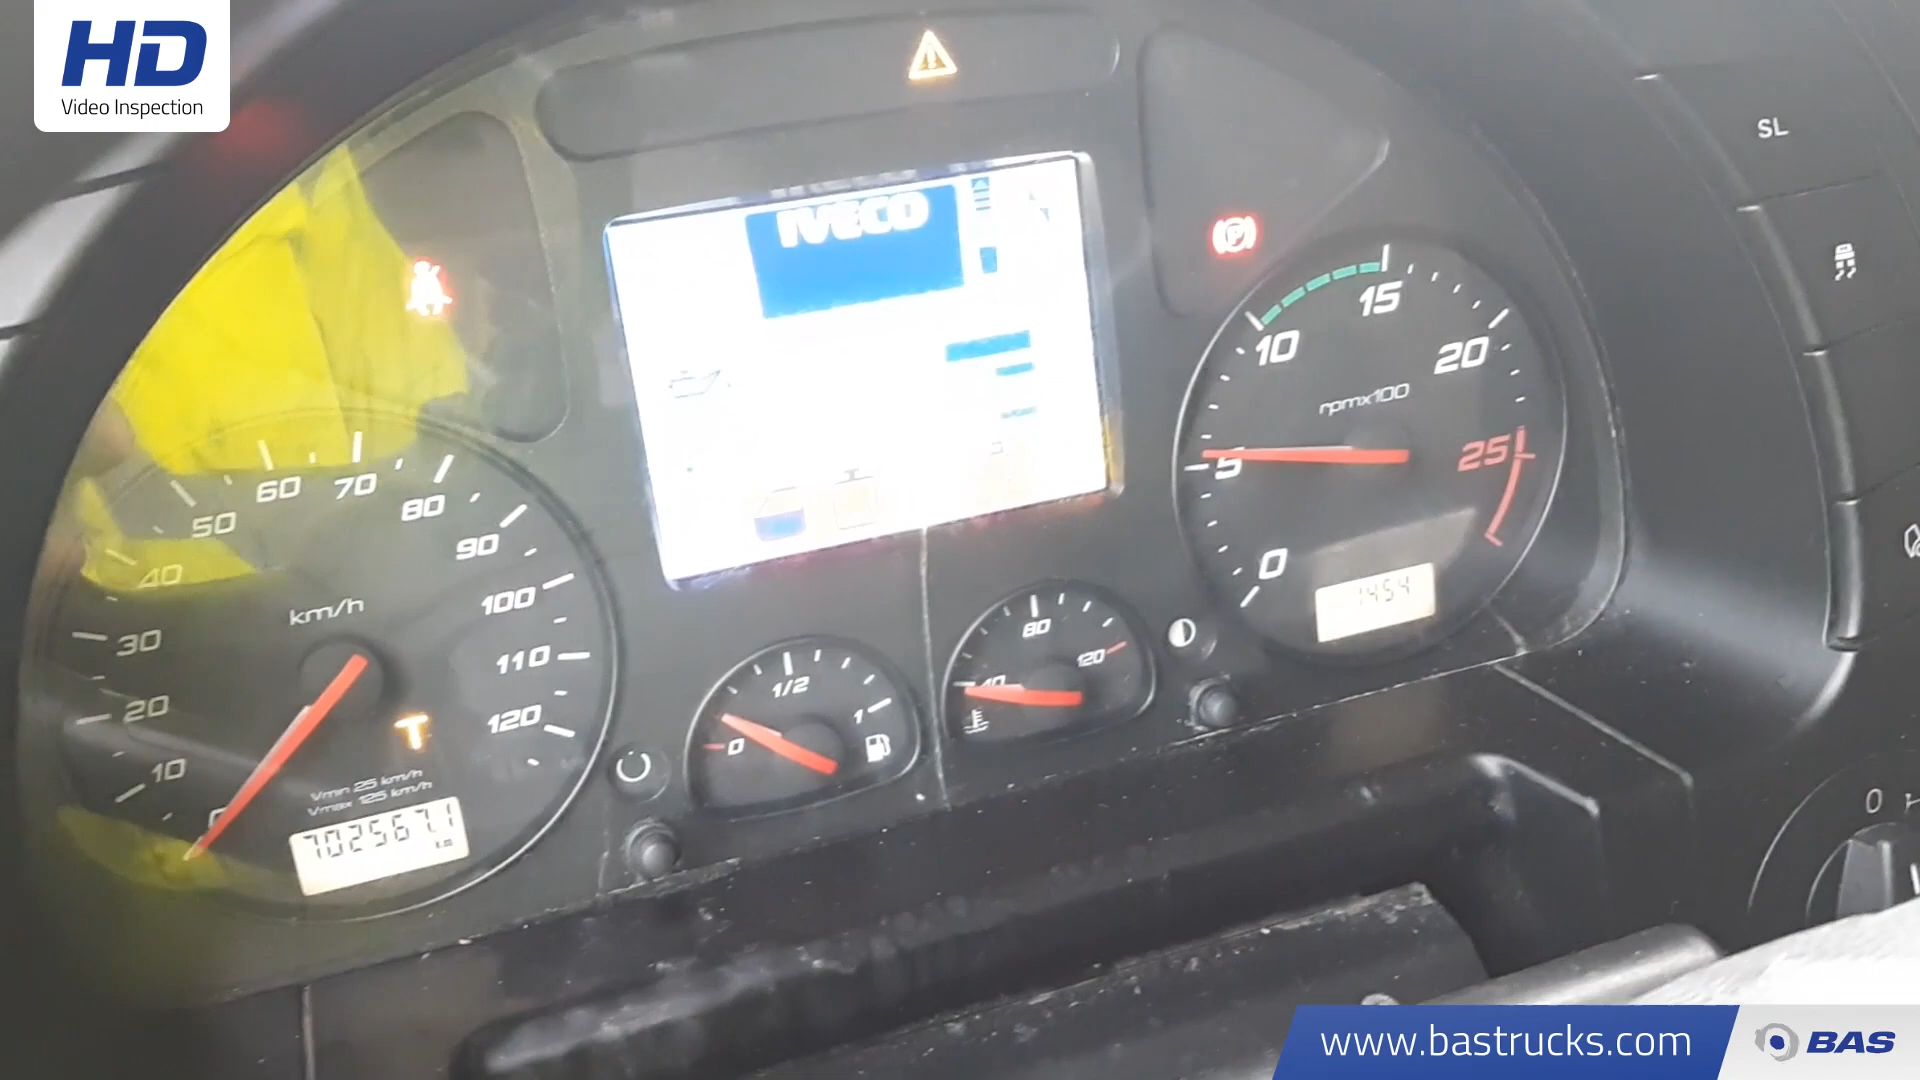 HD
Video Inspection
IVECO
SL
10
15
20
25
5
0
rpmx100
1454
10
20
30
40
50
60
70
80
90
100
110
120
km/h
T
Vmin 25 km/h
Vmax 125 km/h
702567.1
km
0
1/2
1
40
80
120
P
0
www.bastrucks.com
BAS